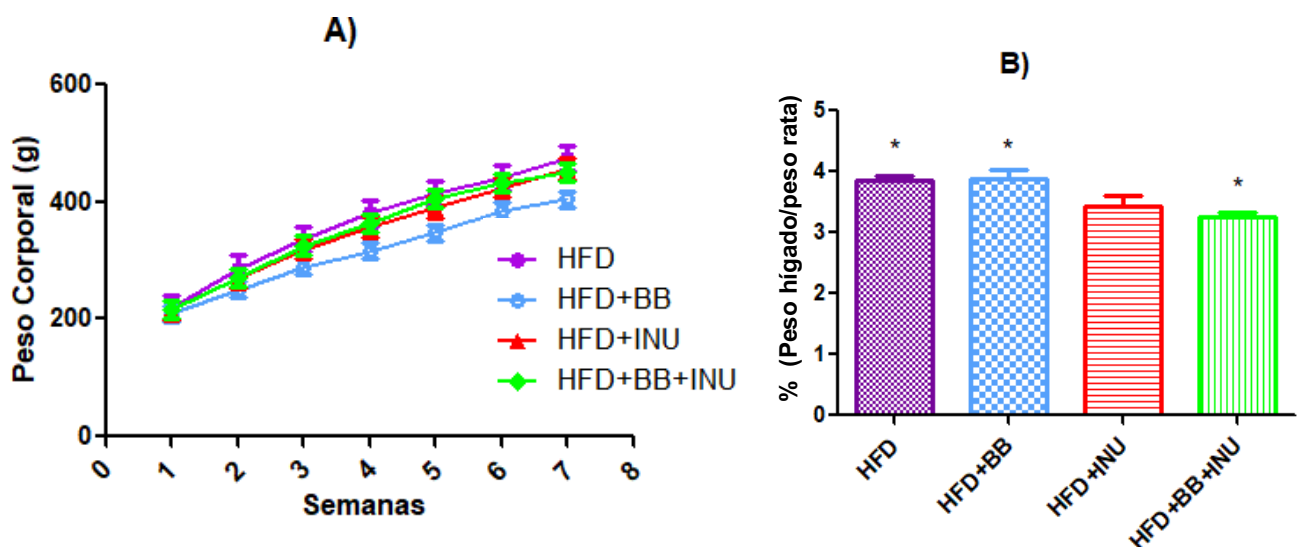 A)
Peso Corporal (g)
600
400
200
0
0 1 2 3 4 5 6 7 8
Semanas
HFD
HFD+BB
HFD+INU
HFD+BB+INU
B)
% (Peso hígado/peso rata)
5
4
3
2
1
0
* * *
HFD
HFD+BB
HFD+INU
HFD+BB+INU